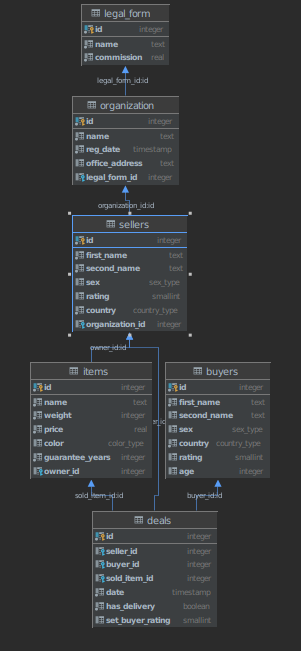 legal_form
id integer
name text
commission real
legal_form_id:id
organization
id integer
name text
reg_date timestamp
office_address text
legal_form_id integer
organization_id:id
sellers
id integer
first_name text
second_name text
sex sex_type
rating smallint
country country_type
organization_id integer
owner_id:id
items
id integer
name text
weight integer
price real
color color_type
guarantee_years integer
owner_id integer
buyers
id integer
first_name text
second_name text
sex sex_type
country country_type
rating smallint
age integer
sold_item_id:id
buyer_id:id
deals
id integer
seller_id integer
buyer_id integer
sold_item_id integer
date timestamp
has_delivery boolean
set_buyer_rating smallint